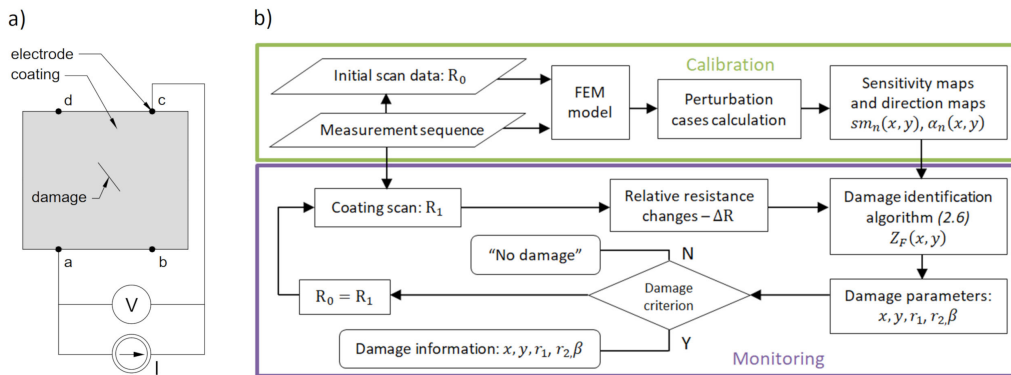 a)
electrode
coating
d
c
damage
a
b
V
I
b)
Calibration
Initial scan data: R₀
Measurement sequence
FEM
model
Perturbation
cases calculation
Sensitivity maps
and direction maps
smₙ(x, y), αₙ(x, y)
Coating scan: R₁
Relative resistance
changes – ΔR
Damage identification
algorithm (2.6)
Z_F(x, y)
"No damage"
N
R₀ = R₁
Damage
criterion
Damage parameters:
x, y, r₁, r₂, β
Y
Damage information: x, y, r₁, r₂, β
Monitoring